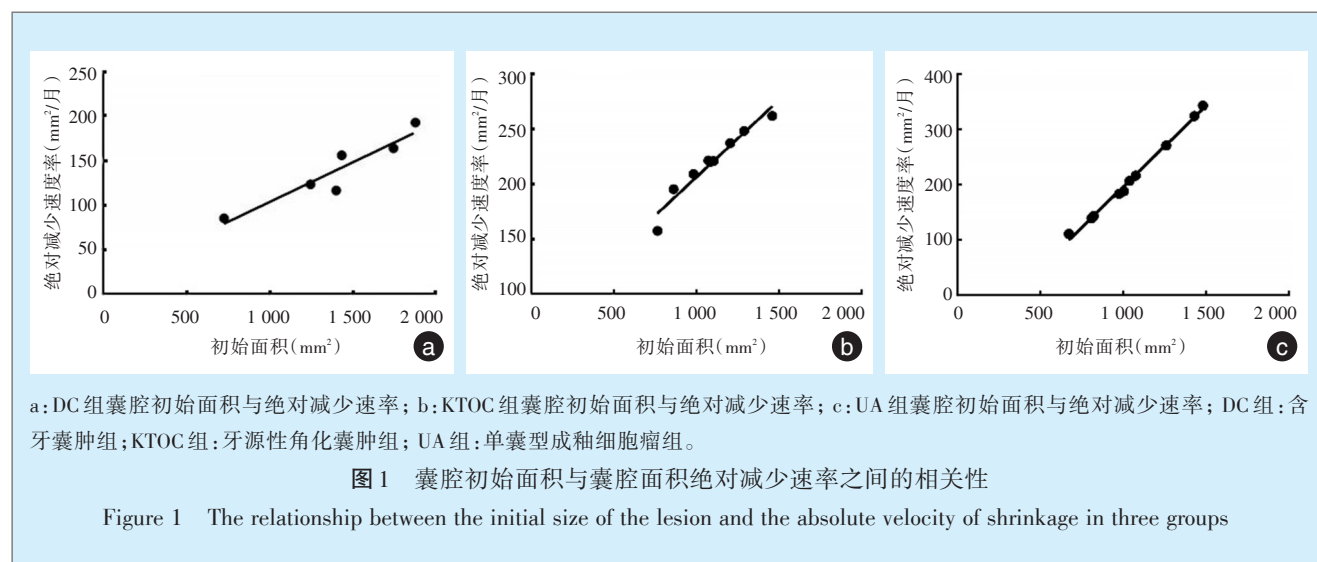 250
200
150
100
50
0
绝对减少速度率(mm²/月)
0
500
1 000
1 500
2 000
初始面积(mm²)
a
300
250
200
150
100
绝对减少速度率(mm²/月)
0
500
1 000
1 500
2 000
初始面积(mm²)
b
400
300
200
100
0
绝对减少速度率(mm²/月)
0
500
1 000
1 500
2 000
初始面积(mm²)
c
a:DC组囊腔初始面积与绝对减少速率; b:KTOC组囊腔初始面积与绝对减少速率; c:UA组囊腔初始面积与绝对减少速率; DC组:含
牙囊肿组;KTOC组:牙源性角化囊肿组; UA组:单囊型成釉细胞瘤组。
图1 囊腔初始面积与囊腔面积绝对减少速率之间的相关性
Figure 1 The relationship between the initial size of the lesion and the absolute velocity of shrinkage in three groups